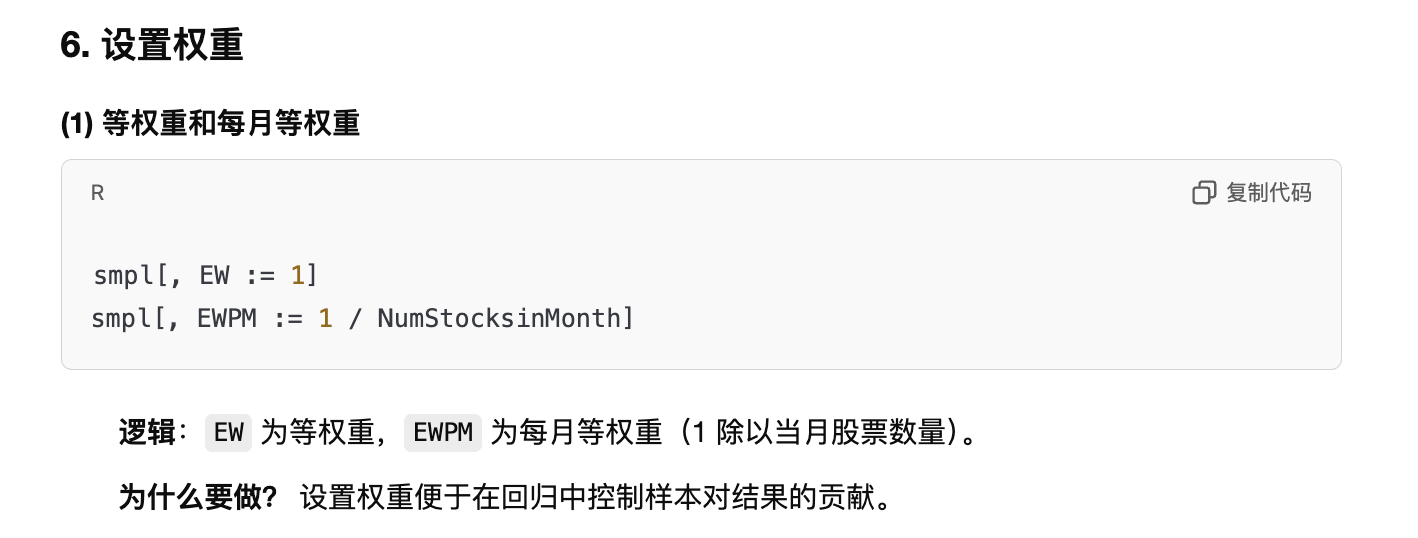 6. 设置权重
(1) 等权重和每月等权重
R
复制代码
smpl[, EW := 1]
smpl[, EWPM := 1 / NumStocksinMonth]
逻辑：EW 为等权重，EWPM 为每月等权重（1 除以当月股票数量）。
为什么要做？ 设置权重便于在回归中控制样本对结果的贡献。